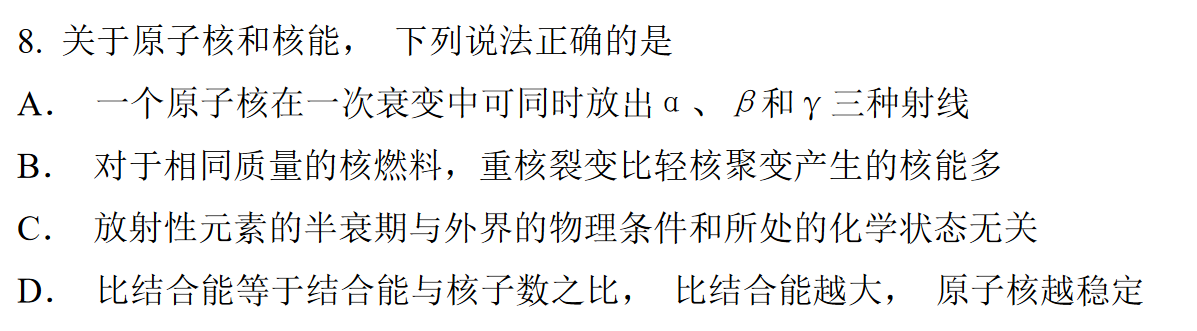 8. 关于原子核和核能， 下列说法正确的是
A． 一个原子核在一次衰变中可同时放出α、β和γ三种射线
B． 对于相同质量的核燃料，重核裂变比轻核聚变产生的核能多
C． 放射性元素的半衰期与外界的物理条件和所处的化学状态无关
D． 比结合能等于结合能与核子数之比， 比结合能越大， 原子核越稳定